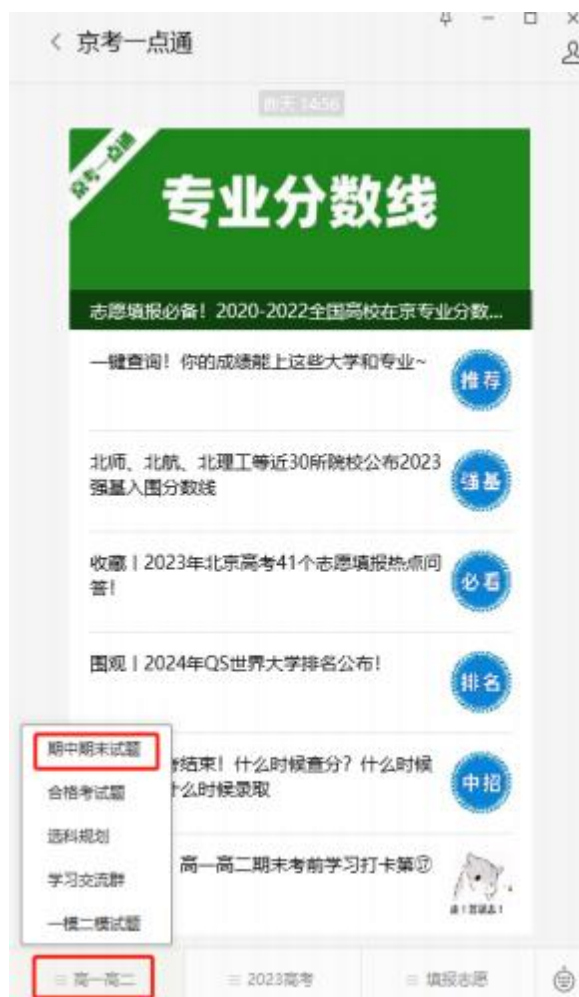 京考一点通
昨天 14:56
京考一点通
专业分数线
志愿填报必备！2020-2022全国高校在京专业分数...
一键查询！你的成绩能上这些大学和专业~
推荐
北师、北航、北理工等近30所院校公布2023
强基入围分数线
强基
收藏丨2023年北京高考41个志愿填报热点问
答！
必看
围观丨2024年QS世界大学排名公布！
排名
期中期末试题
合格考试题
选科规划
学习交流群
一模二模试题
结束！什么时候查分？什么时候
什么时候录取
中招
高一高二期末考前学习打卡第㊲
高一高二
2023高考
填报志愿